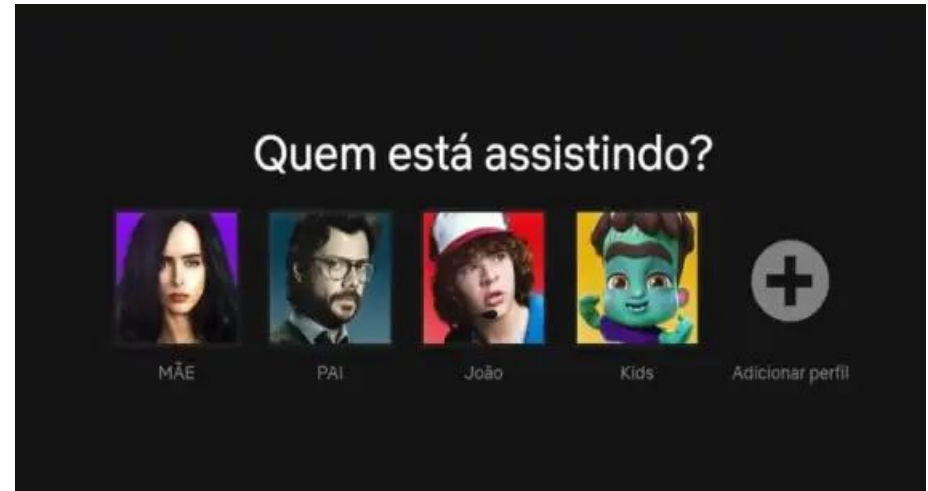 Quem está assistindo?
MÃE
PAI
João
Kids
Adicionar perfil